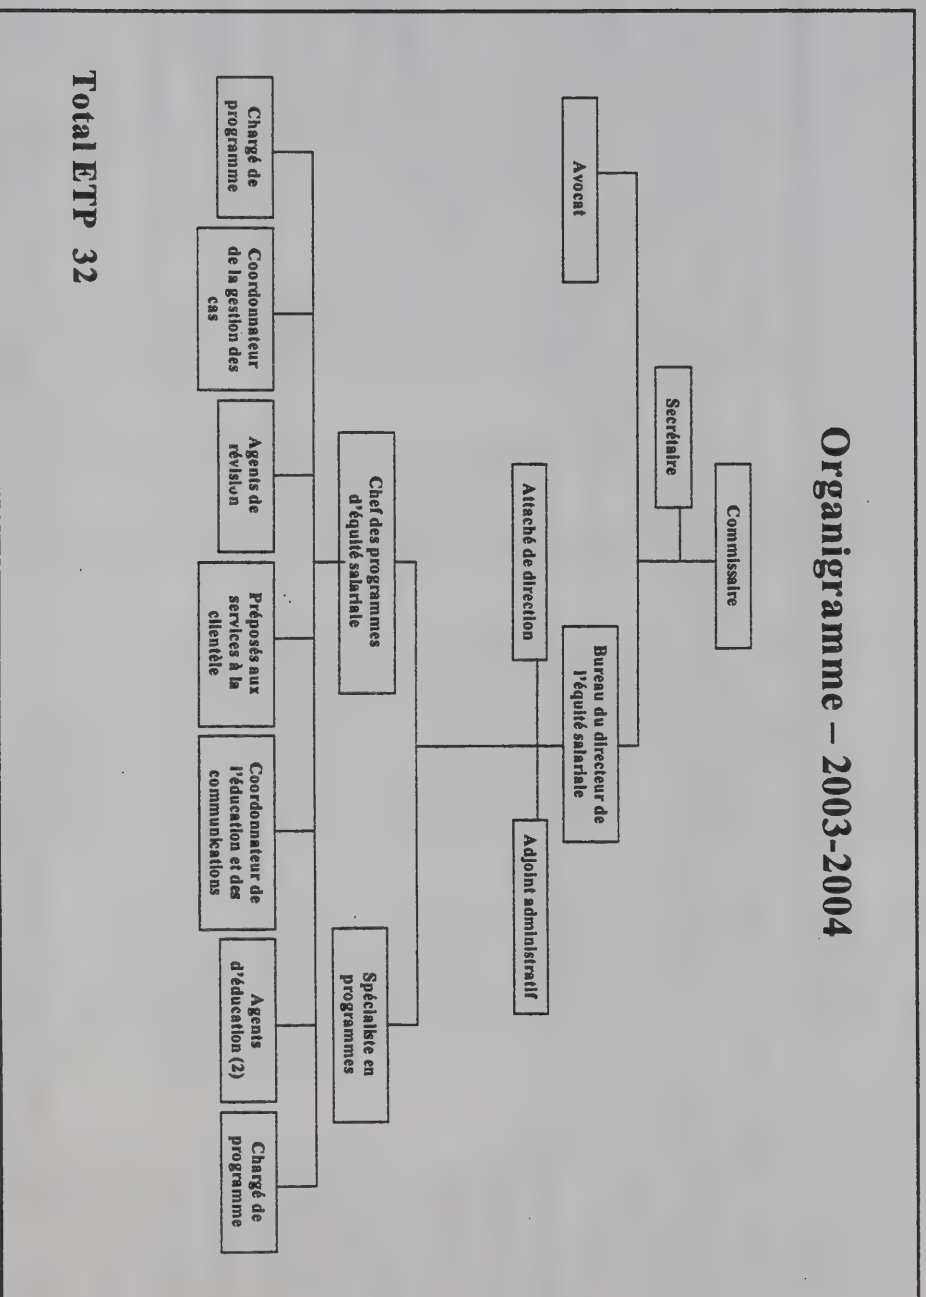 Organigramme – 2003-2004
Commissaire
Secrétaire
Avocat
Bureau du directeur de
l'équité salariale
Attaché de direction
Adjoint administratif
Chef des programmes
d'équité salariale
Spécialiste en
programmes
Chargé de
programme
Coordonnateur
de la gestion des
cas
Agents de
révision
Préposés aux
services à la
clientèle
Coordonnateur de
l'éducation et des
communications
Agents
d'éducation (2)
Chargé de
programme
Total ETP 32